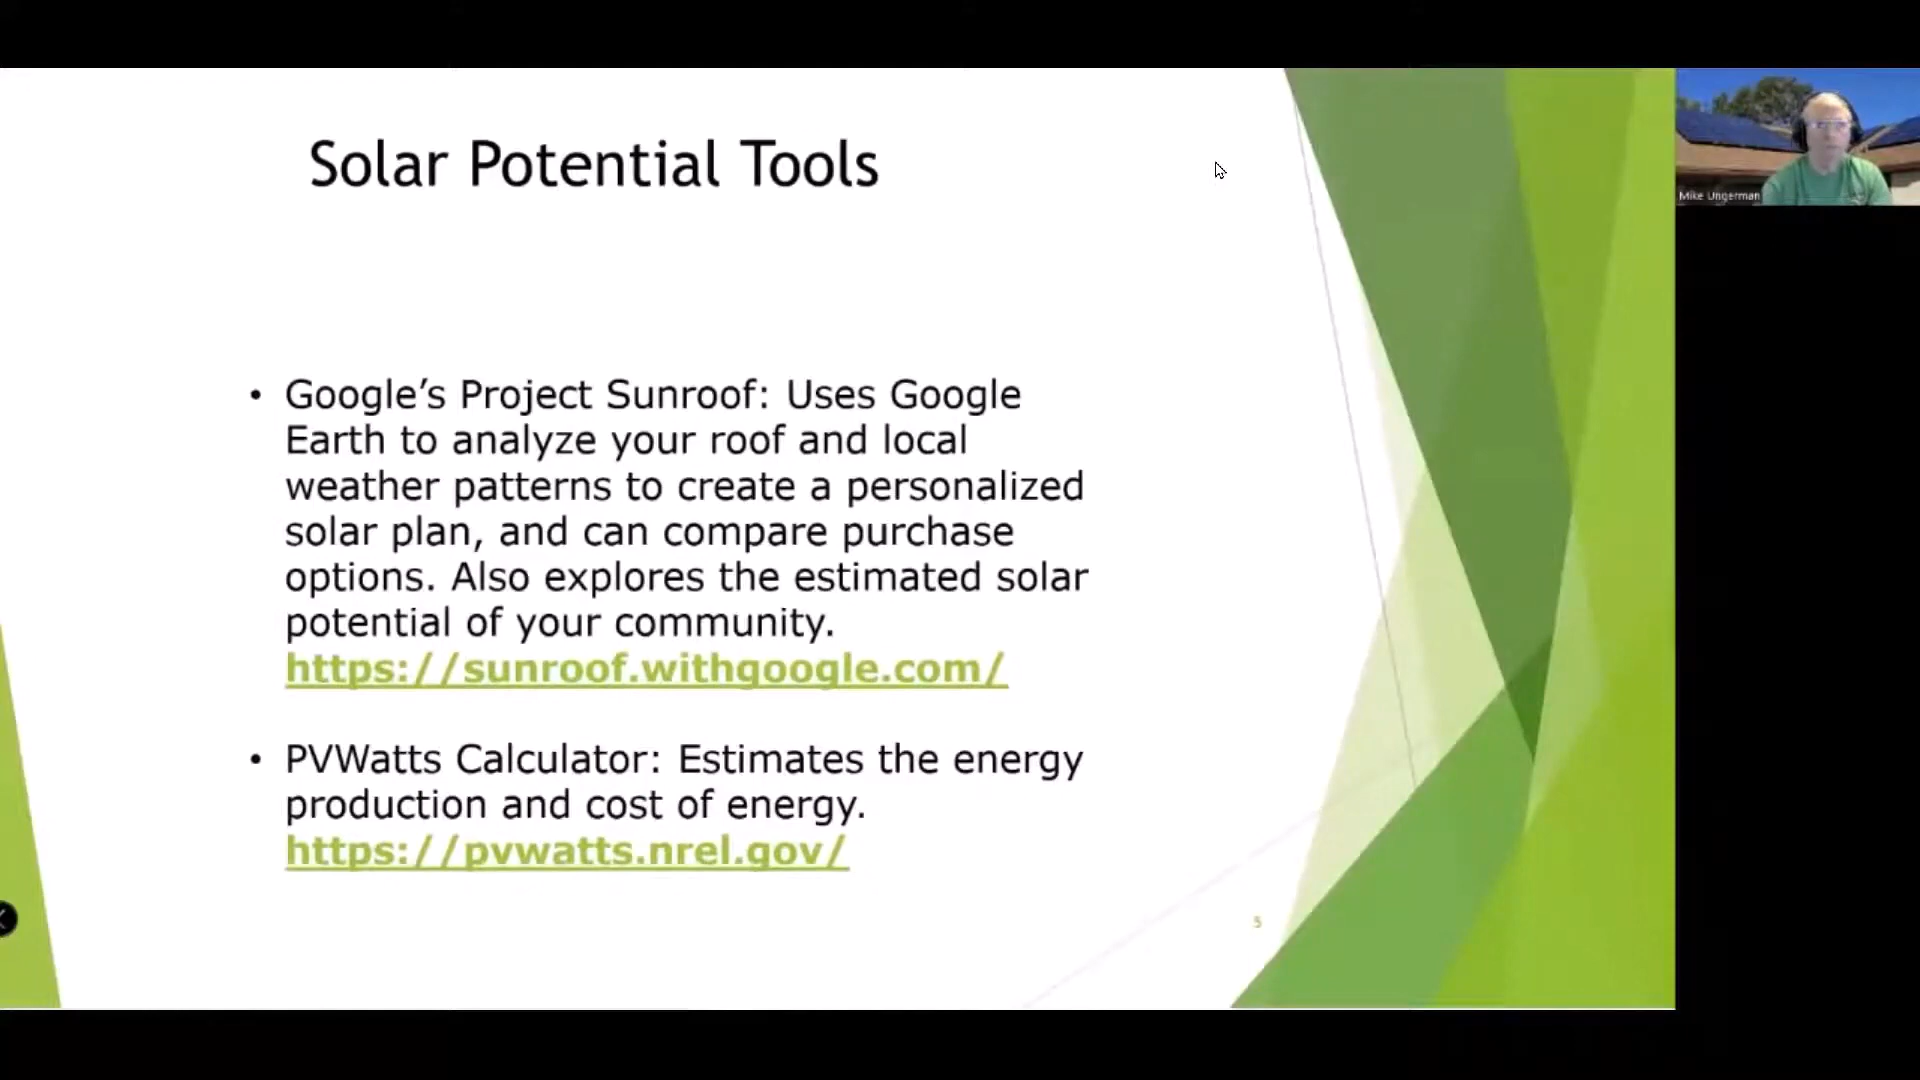 Solar Potential Tools
Mike Ungerman
• Google’s Project Sunroof: Uses Google
Earth to analyze your roof and local
weather patterns to create a personalized
solar plan, and can compare purchase
options. Also explores the estimated solar
potential of your community.
https://sunroof.withgoogle.com/
• PVWatts Calculator: Estimates the energy
production and cost of energy.
https://pvwatts.nrel.gov/
5